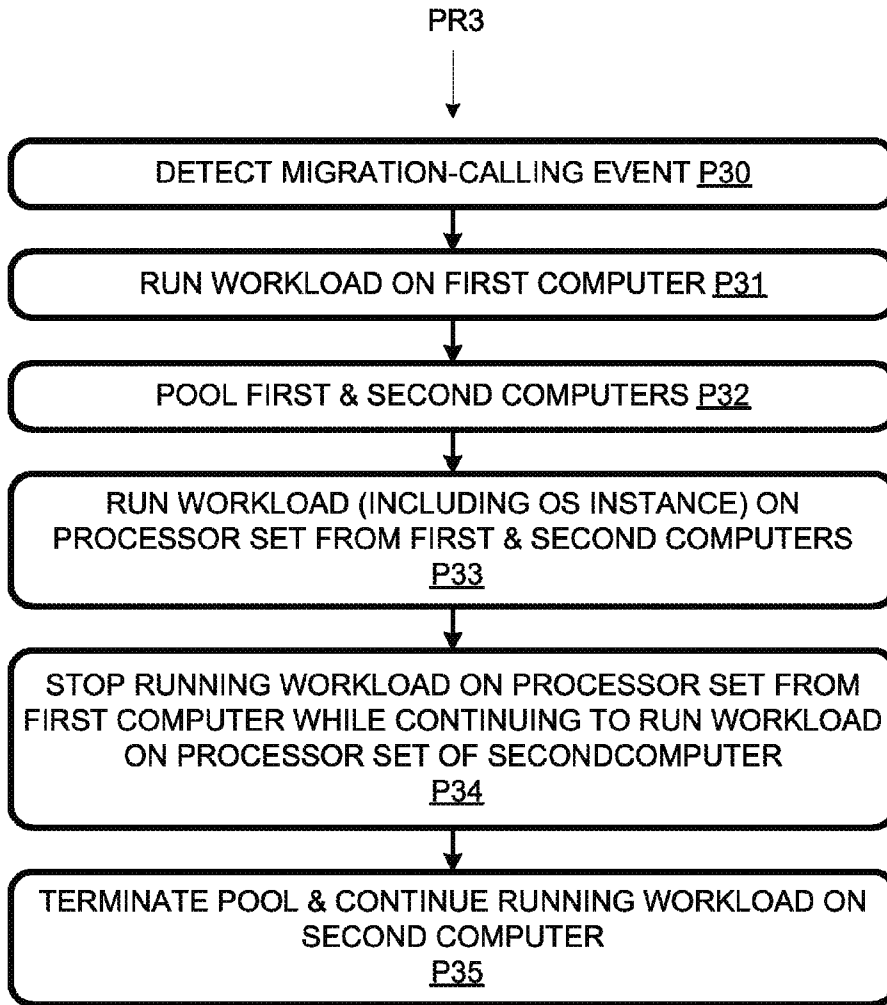 PR3
DETECT MIGRATION-CALLING EVENT P30
RUN WORKLOAD ON FIRST COMPUTER P31
POOL FIRST & SECOND COMPUTERS P32
RUN WORKLOAD (INCLUDING OS INSTANCE) ON
PROCESSOR SET FROM FIRST & SECOND COMPUTERS
P33
STOP RUNNING WORKLOAD ON PROCESSOR SET FROM
FIRST COMPUTER WHILE CONTINUING TO RUN WORKLOAD
ON PROCESSOR SET OF SECONDCOMPUTER
P34
TERMINATE POOL & CONTINUE RUNNING WORKLOAD ON
SECOND COMPUTER
P35